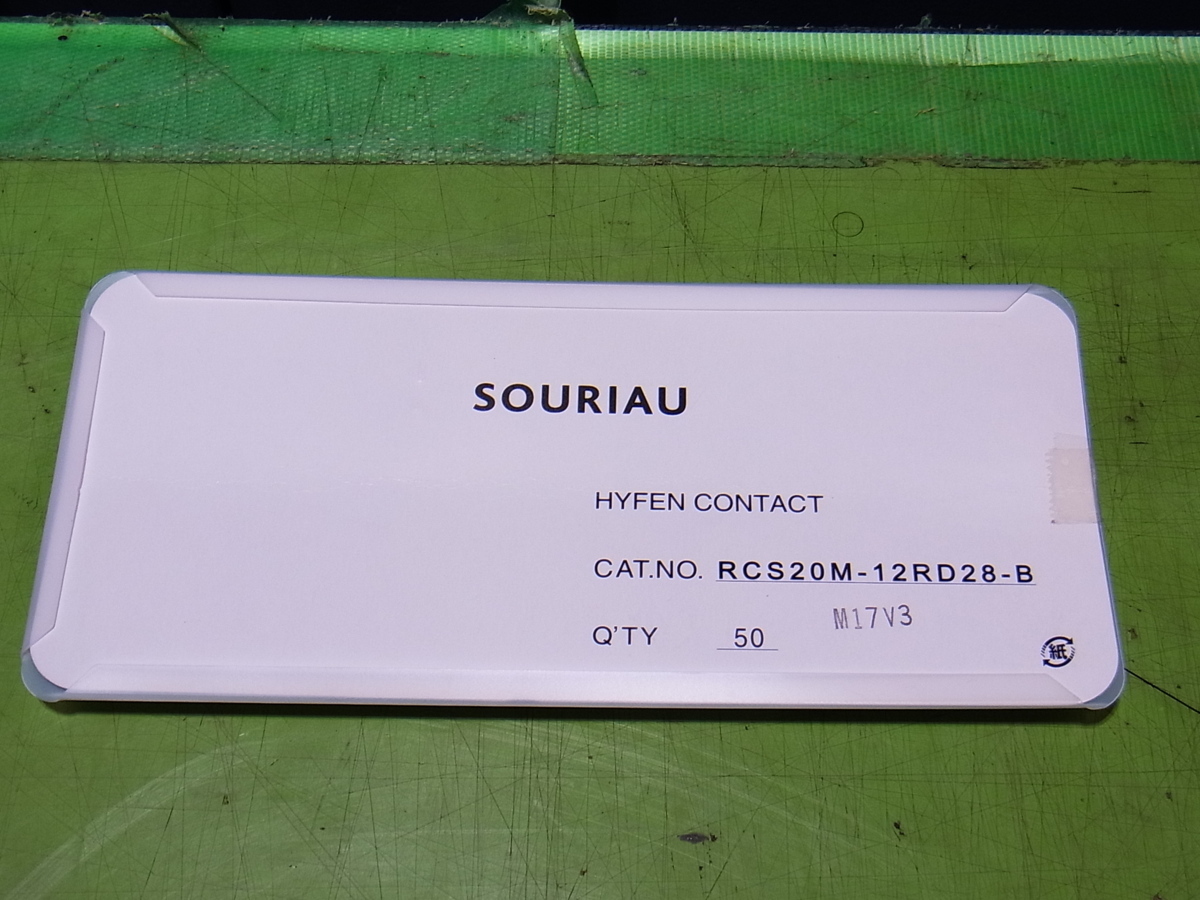 SOURIAU
HYFEN CONTACT
CAT.NO. RCS20M-12RD28-B
M17V3
Q'TY 50
紙